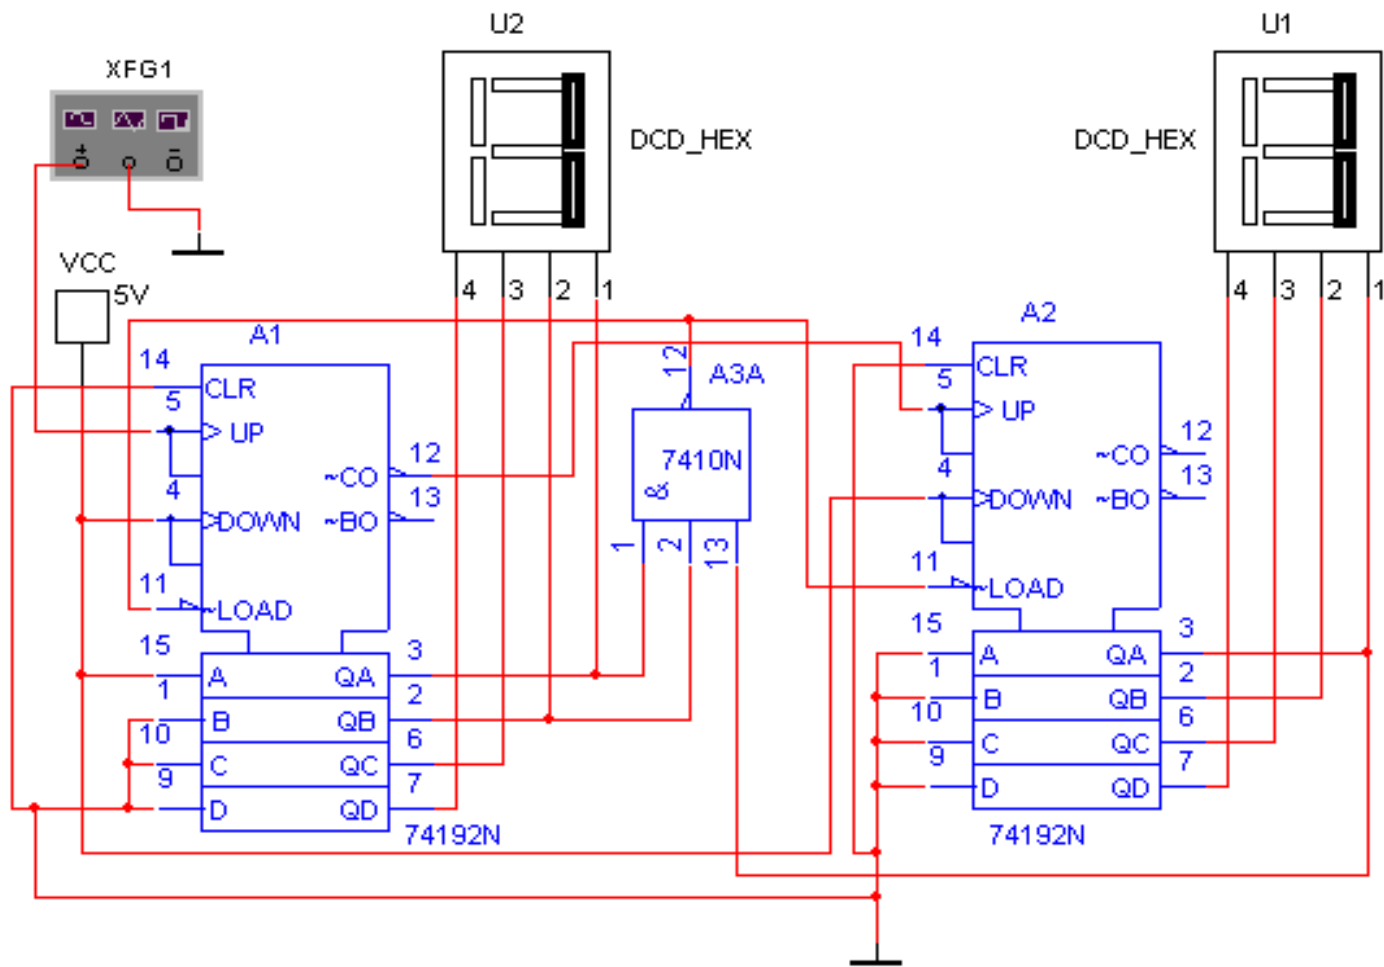 U2
U1
XFG1
DCD_HEX
DCD_HEX
VCC
5V
4 3 2 1
4 3 2 1
A1
A2
14
CLR
5
UP
4
DOWN
11
~LOAD
15
A
1
B
10
C
9
D
~CO
12
~BO
13
QA
3
QB
2
QC
6
QD
7
74192N
12
A3A
7410N
&
1
2
13
14
CLR
5
UP
4
DOWN
11
~LOAD
15
A
1
B
10
C
9
D
~CO
12
~BO
13
QA
3
QB
2
QC
6
QD
7
74192N